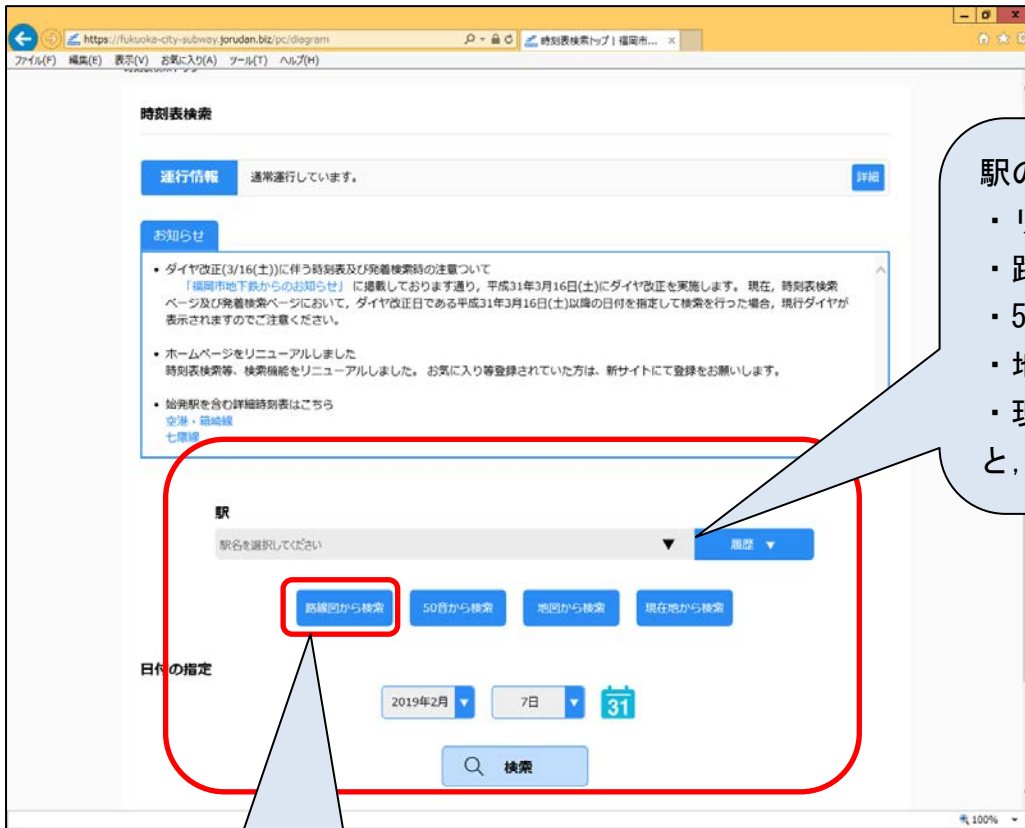 https://fukuoka-city-subway.jorudan.biz/pc/diagram
時刻表検索トップ | 福岡市... ×
ファイル(F) 編集(E) 表示(V) お気に入り(A) ツール(T) ヘルプ(H)
時刻表検索
運行情報 通常運行しています。 詳細
お知らせ
• ダイヤ改正(3/16(土))に伴う時刻表及び発着検索時の注意ついて
「福岡市地下鉄からのお知らせ」 に掲載しております通り，平成31年3月16日(土)にダイヤ改正を実施します。 現在，時刻表検索
ページ及び発着検索ページにおいて，ダイヤ改正日である平成31年3月16日(土)以降の日付を指定して検索を行った場合，現行ダイヤが
表示されますのでご注意ください。
• ホームページをリニューアルしました
時刻表検索等、検索機能をリニューアルしました。 お気に入り等登録されていた方は、新サイトにて登録をお願いします。
• 始発駅を含む詳細時刻表はこちら
空港・箱崎線
七隈線
駅の
・リ
・路
・5
・地
・現
と，
駅
駅名を選択してください ▼ 履歴 ▼
路線図から検索 50音から検索 地図から検索 現在地から検索
日付の指定
2019年2月 ▼ 7日 ▼ 31
検索
100%